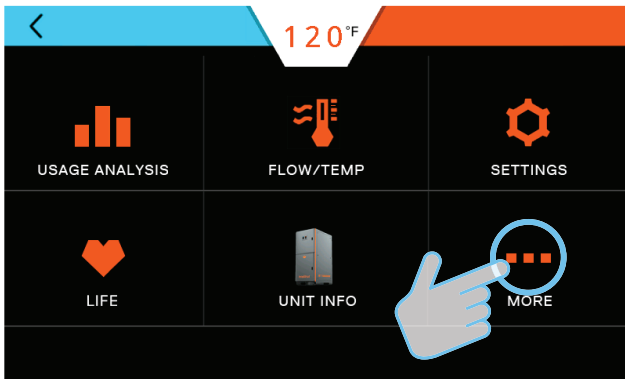 120°F
USAGE ANALYSIS
FLOW/TEMP
SETTINGS
LIFE
UNIT INFO
MORE